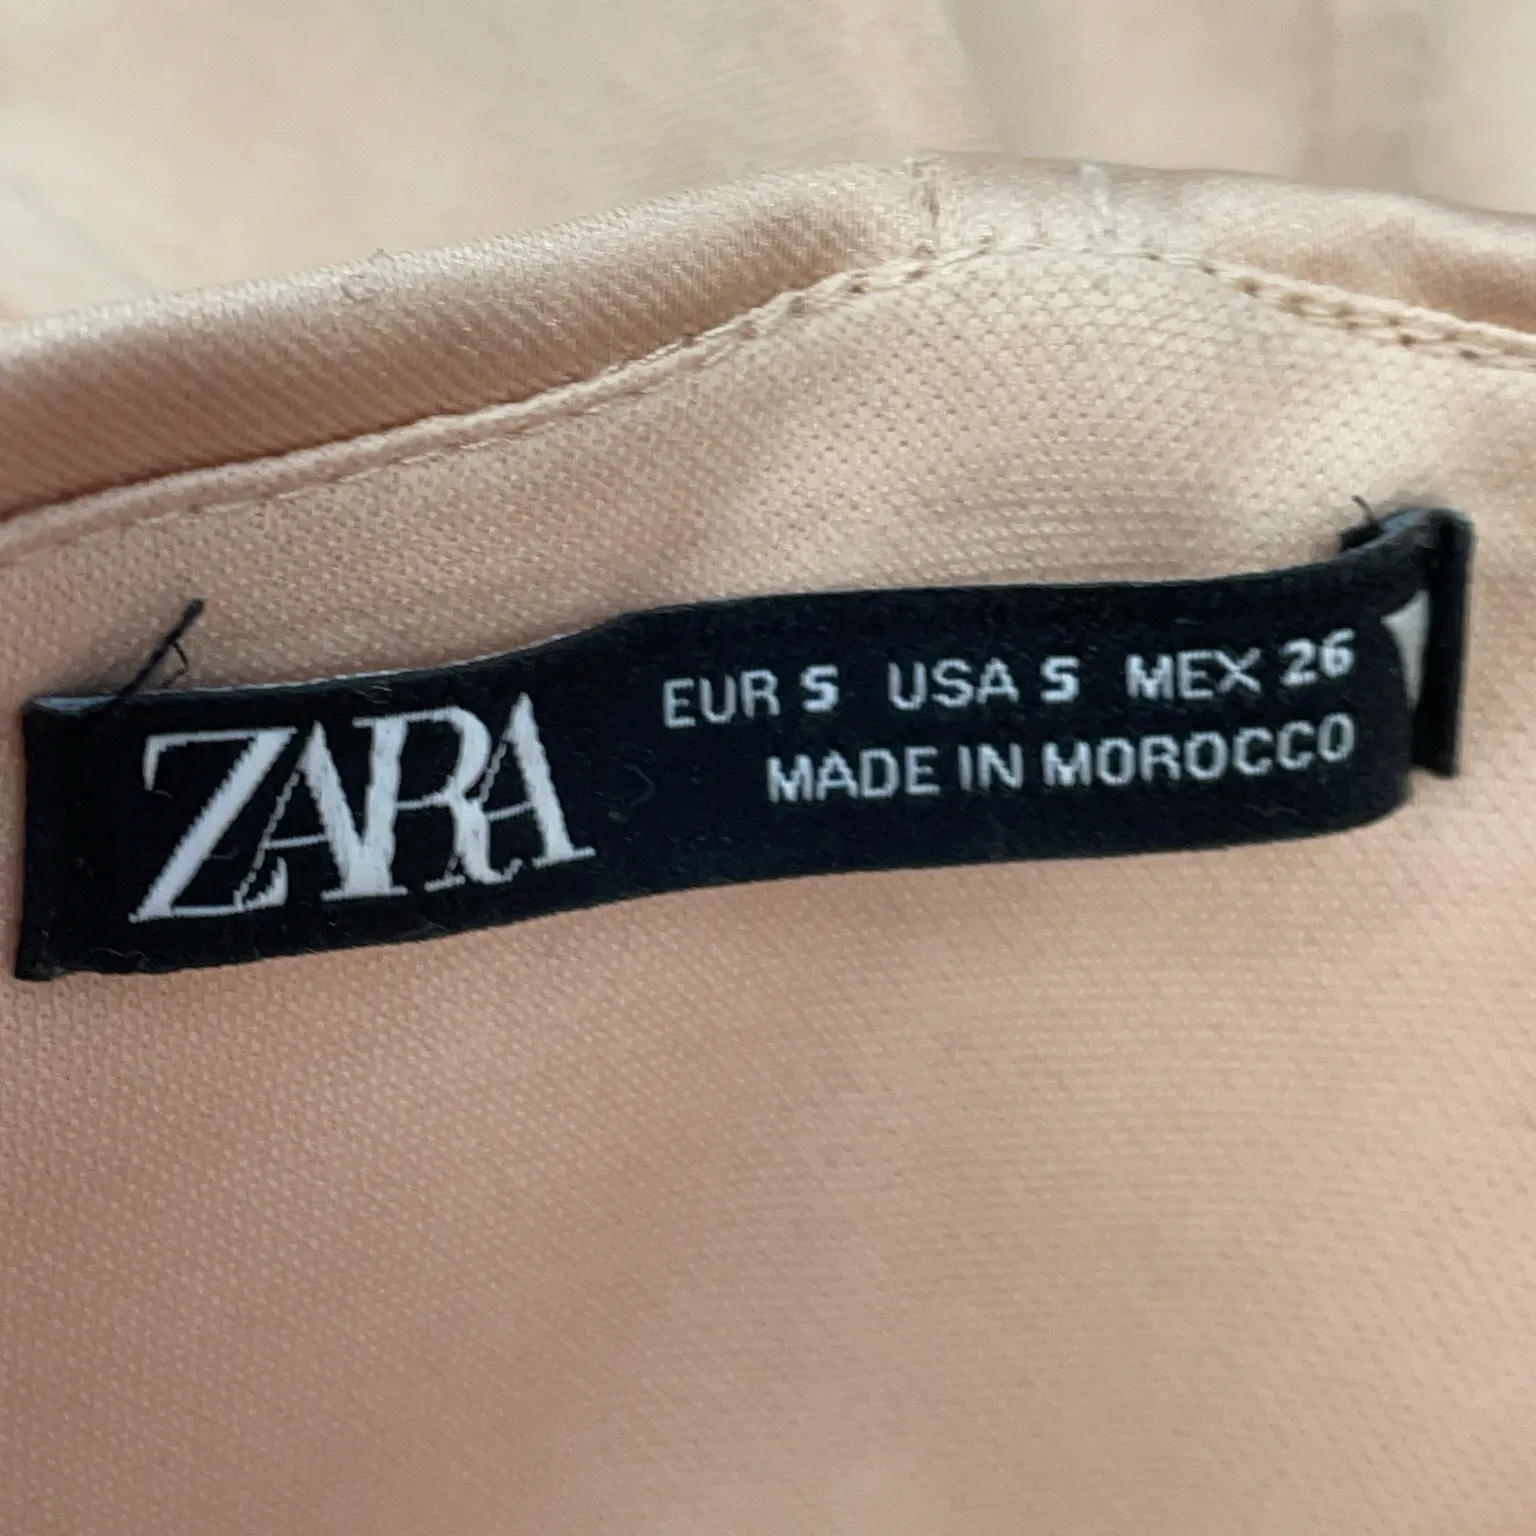 ZARA
EUR S USA S MEX 26
MADE IN MOROCCO